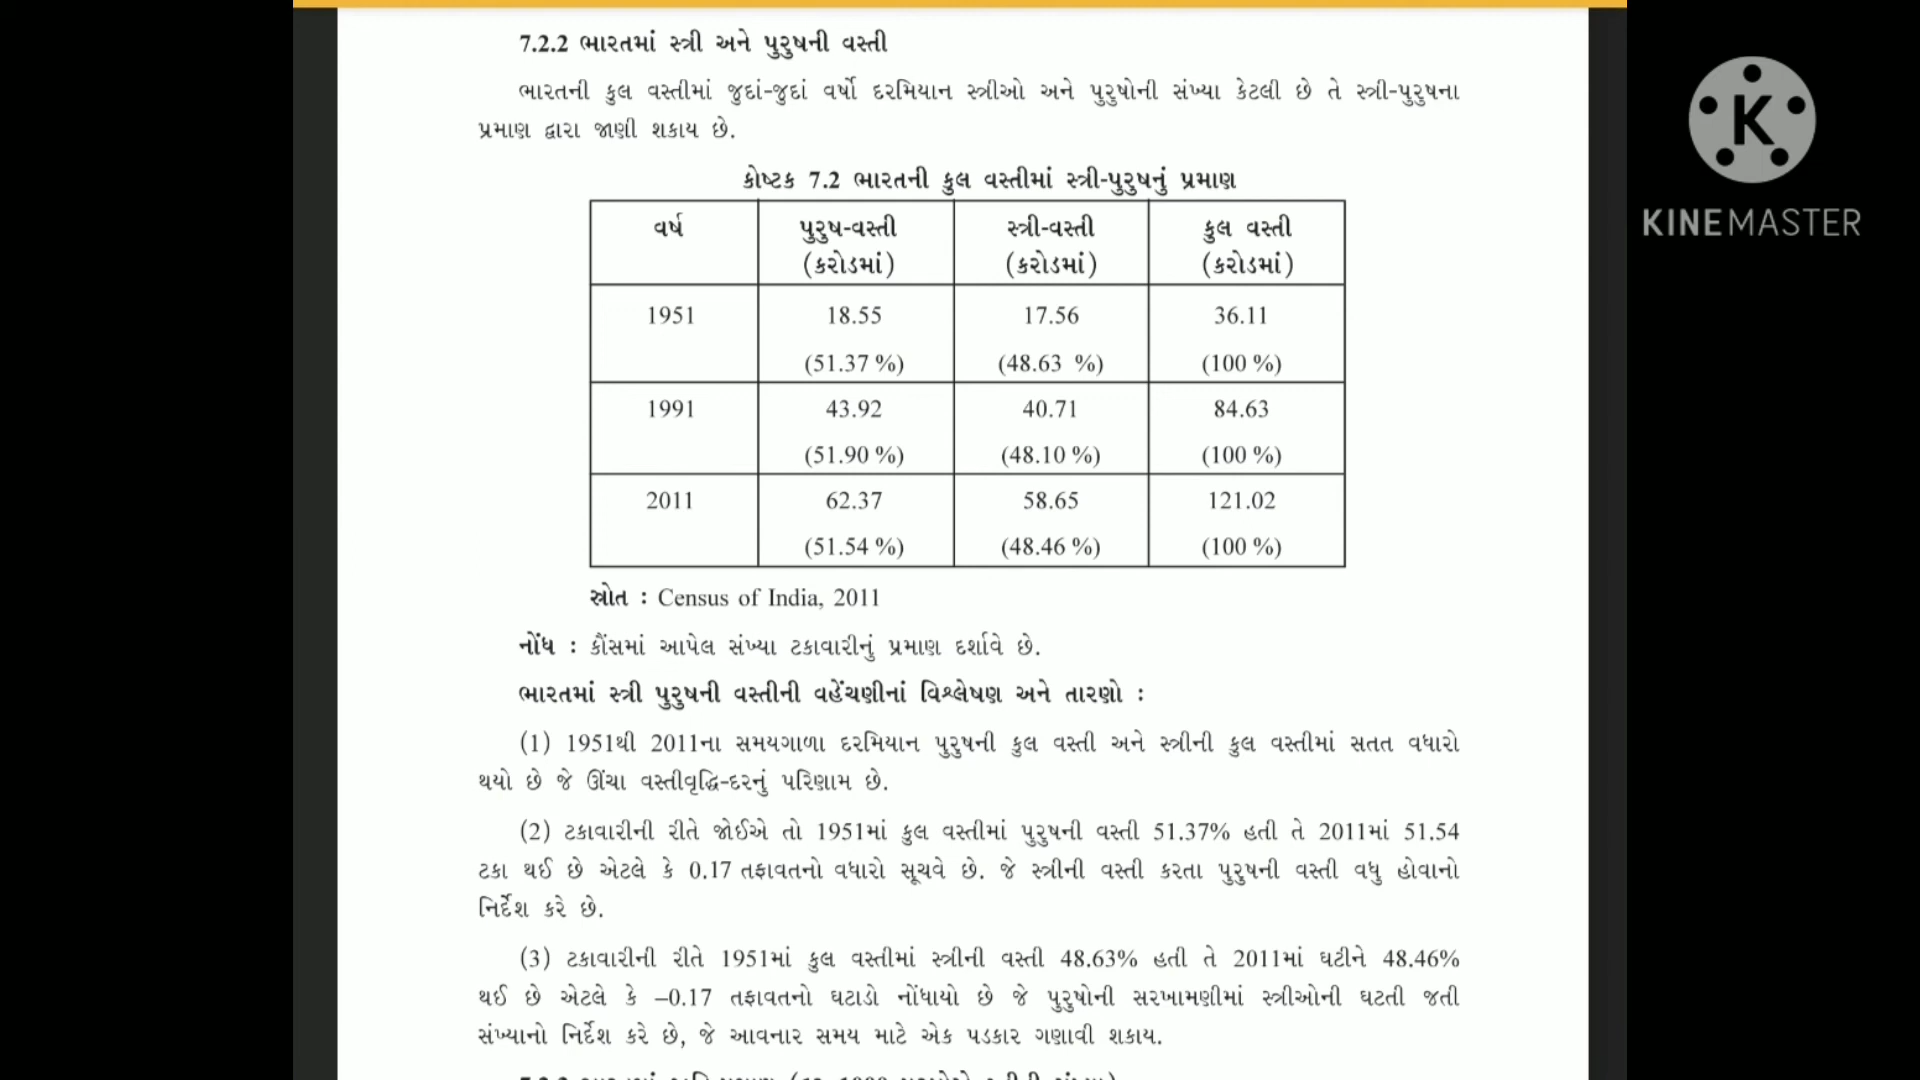 7.2.2 ભારતમાં સ્ત્રી અને પુરુષની વસ્તી
ભારતની કુલ વસ્તીમાં જુદાં-જુદાં વર્ષો દરમિયાન સ્ત્રીઓ અને પુરુષોની સંખ્યા કેટલી છે તે સ્ત્રી-પુરુષના
પ્રમાણ દ્વારા જાણી શકાય છે.
કોષ્ટક 7.2 ભારતની કુલ વસ્તીમાં સ્ત્રી-પુરુષનું પ્રમાણ
વર્ષ પુરુષ-વસ્તી સ્ત્રી-વસ્તી કુલ વસ્તી
(કરોડમાં) (કરોડમાં) (કરોડમાં)
1951 18.55 17.56 36.11
(51.37 %) (48.63 %) (100 %)
1991 43.92 40.71 84.63
(51.90 %) (48.10 %) (100 %)
2011 62.37 58.65 121.02
(51.54 %) (48.46 %) (100 %)
સ્રોત : Census of India, 2011
નોંધ : કૌંસમાં આપેલ સંખ્યા ટકાવારીનું પ્રમાણ દર્શાવે છે.
ભારતમાં સ્ત્રી પુરુષની વસ્તીની વહેંચણીનાં વિશ્લેષણ અને તારણો :
(1) 1951થી 2011ના સમયગાળા દરમિયાન પુરુષની કુલ વસ્તી અને સ્ત્રીની કુલ વસ્તીમાં સતત વધારો
થયો છે જે ઊંચા વસ્તીવૃદ્ધિ-દરનું પરિણામ છે.
(2) ટકાવારીની રીતે જોઈએ તો 1951માં કુલ વસ્તીમાં પુરુષની વસ્તી 51.37% હતી તે 2011માં 51.54
ટકા થઈ છે એટલે કે 0.17 તફાવતનો વધારો સૂચવે છે. જે સ્ત્રીની વસ્તી કરતા પુરુષની વસ્તી વધુ હોવાનો
નિર્દેશ કરે છે.
(3) ટકાવારીની રીતે 1951માં કુલ વસ્તીમાં સ્ત્રીની વસ્તી 48.63% હતી તે 2011માં ઘટીને 48.46%
થઈ છે એટલે કે –0.17 તફાવતનો ઘટાડો નોંધાયો છે જે પુરુષોની સરખામણીમાં સ્ત્રીઓની ઘટતી જતી
સંખ્યાનો નિર્દેશ કરે છે, જે આવનાર સમય માટે એક પડકાર ગણાવી શકાય.
K
KINEMASTER